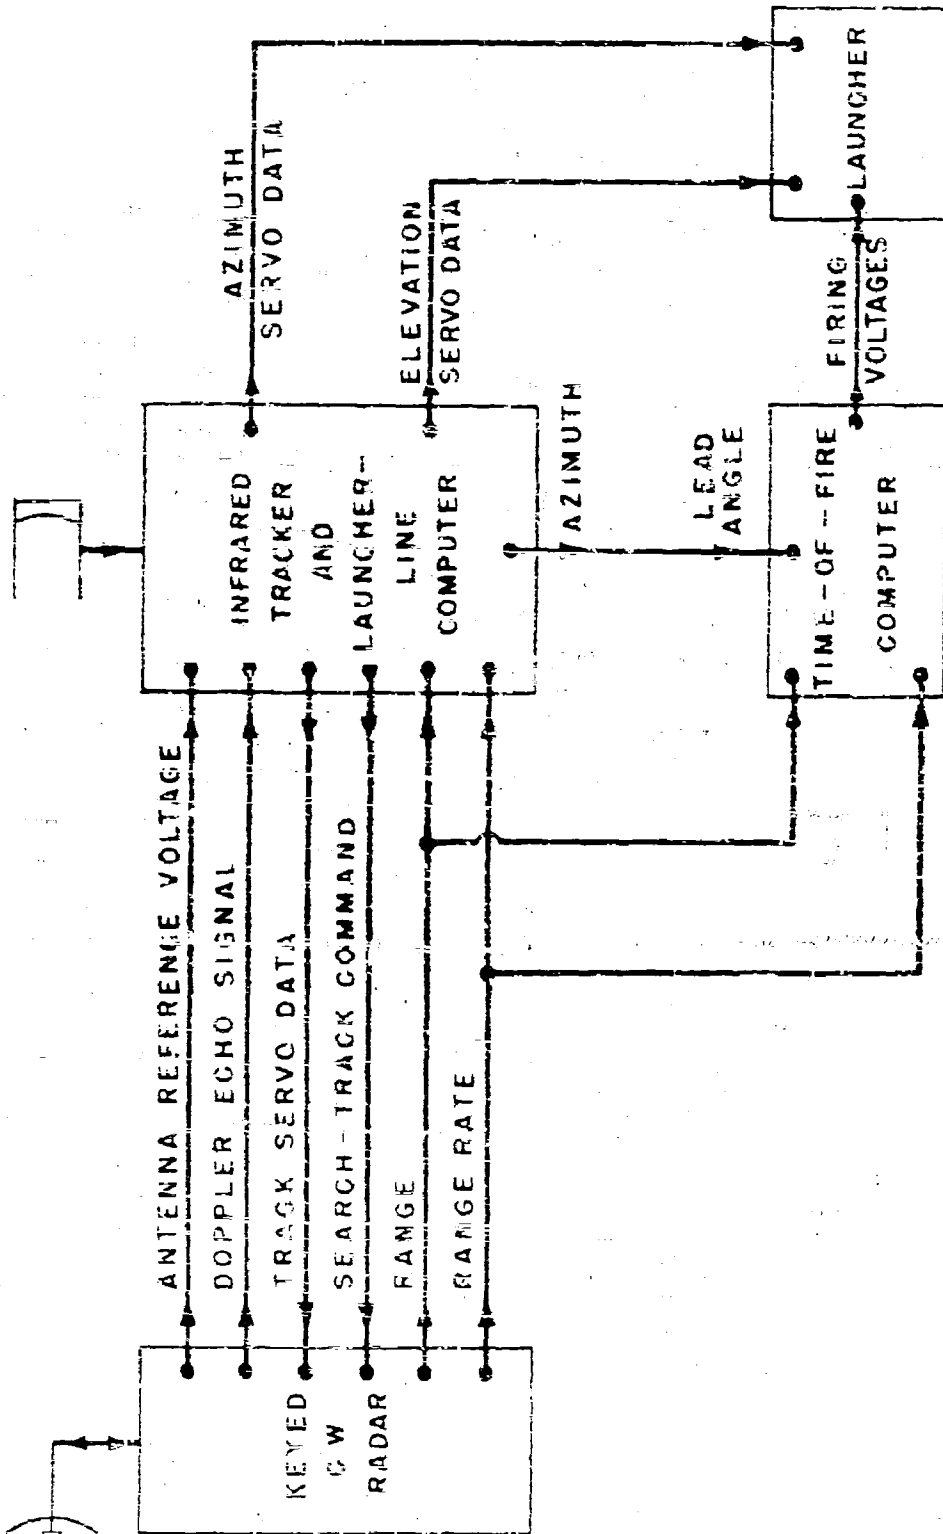 KEYED
CW
RADAR
ANTENNA REFERENCE VOLTAGE
DOPPLER ECHO SIGNAL
TRACK SERVO DATA
SEARCH-TRACK COMMAND
RANGE
RANGE RATE
INFRARED
TRACKER
AND
LAUNCHER-
LINE
COMPUTER
AZIMUTH
SERVO DATA
ELEVATION
SERVO DATA
AZIMUTH
LEAD
ANGLE
TIME-OF-FIRE
COMPUTER
FIRING
VOLTAGES
LAUNCHER